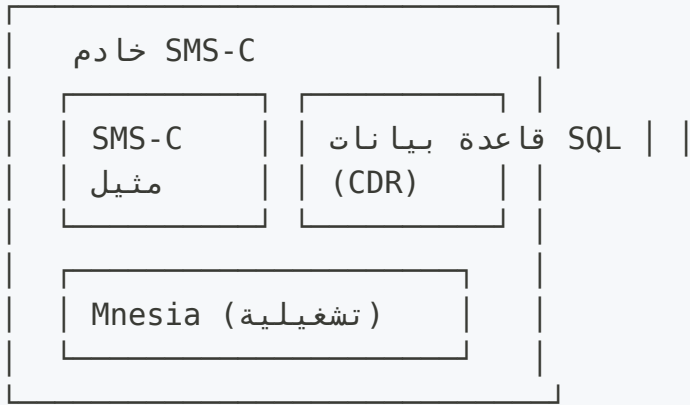 خادم SMS-C
SMS-C | قاعدة بيانات SQL | |
مثيل | (CDR)
Mnesia (تشغيلية)